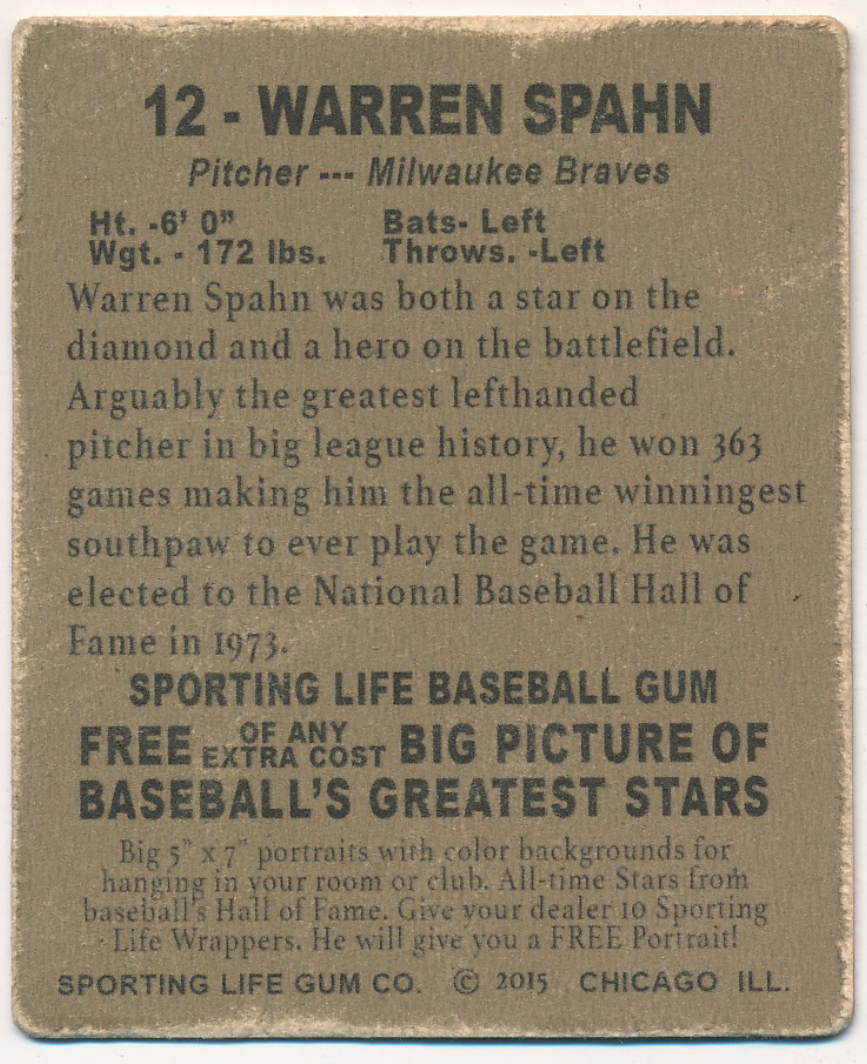 12 - WARREN SPAHN
Pitcher --- Milwaukee Braves
Ht. -6' 0" Bats- Left
Wgt. - 172 lbs. Throws. -Left
Warren Spahn was both a star on the
diamond and a hero on the battlefield.
Arguably the greatest lefthanded
pitcher in big league history, he won 363
games making him the all-time winningest
southpaw to ever play the game. He was
elected to the National Baseball Hall of
Fame in 1973.
SPORTING LIFE BASEBALL GUM
FREE OF ANY EXTRA COST BIG PICTURE OF
BASEBALL'S GREATEST STARS
Big 5" x 7" portraits with color backgrounds for
hanging in your room or club. All-time Stars from
baseball's Hall of Fame. Give your dealer 10 Sporting
Life Wrappers. He will give you a FREE Portrait!
SPORTING LIFE GUM CO. © 2015 CHICAGO ILL.